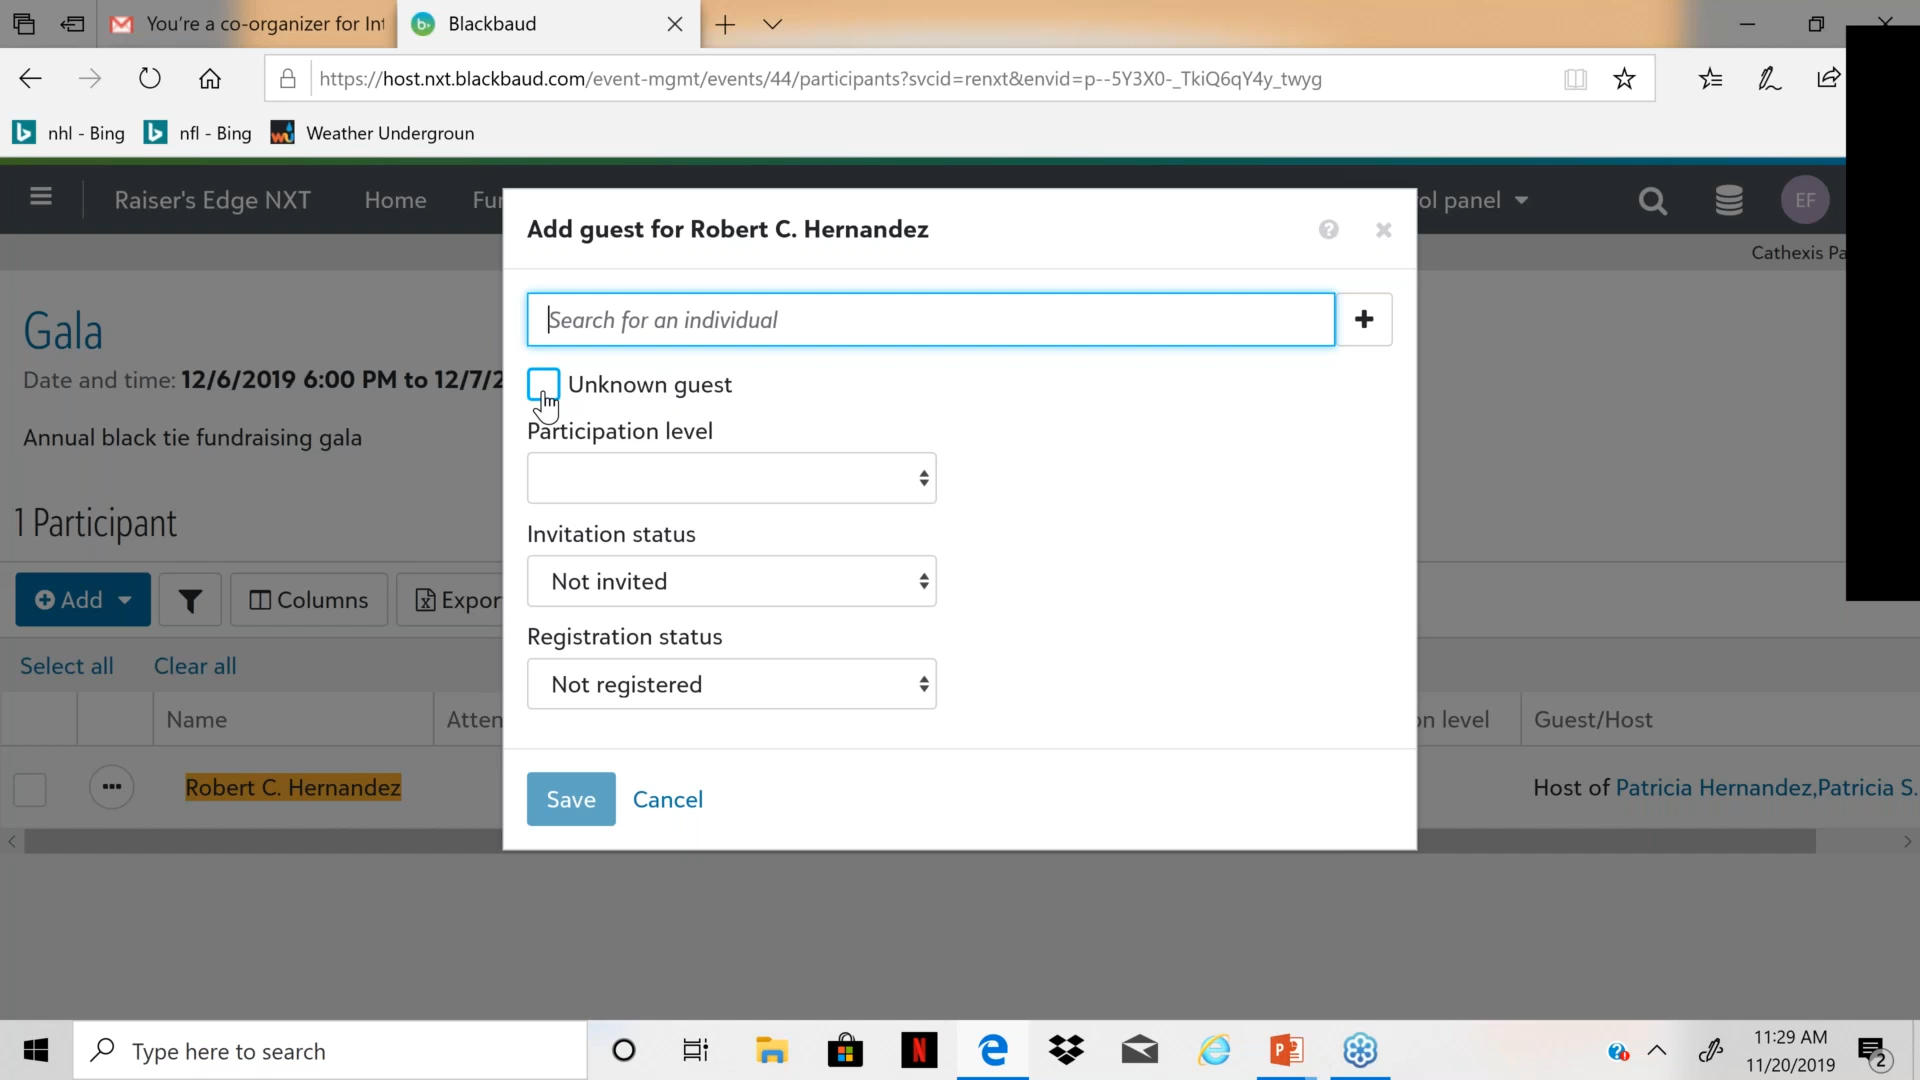 You're a co-organizer for Int
Blackbaud
https://host.nxt.blackbaud.com/event-mgmt/events/44/participants?svcid=renxt&envid=p--5Y3X0-_TkiQ6qY4y_twyg
nhl - Bing
nfl - Bing
Weather Undergroun
Raiser's Edge NXT
Home
Fu
ol panel
EF
Cathexis Pa
Add guest for Robert C. Hernandez
Search for an individual
Unknown guest
Participation level
Invitation status
Not invited
Registration status
Not registered
Save
Cancel
Gala
Date and time: 12/6/2019 6:00 PM to 12/7/2
Annual black tie fundraising gala
1 Participant
Add
Columns
Expor
Select all
Clear all
Name
Atten
on level
Guest/Host
Robert C. Hernandez
Host of Patricia Hernandez,Patricia S.
Type here to search
11:29 AM
11/20/2019
2